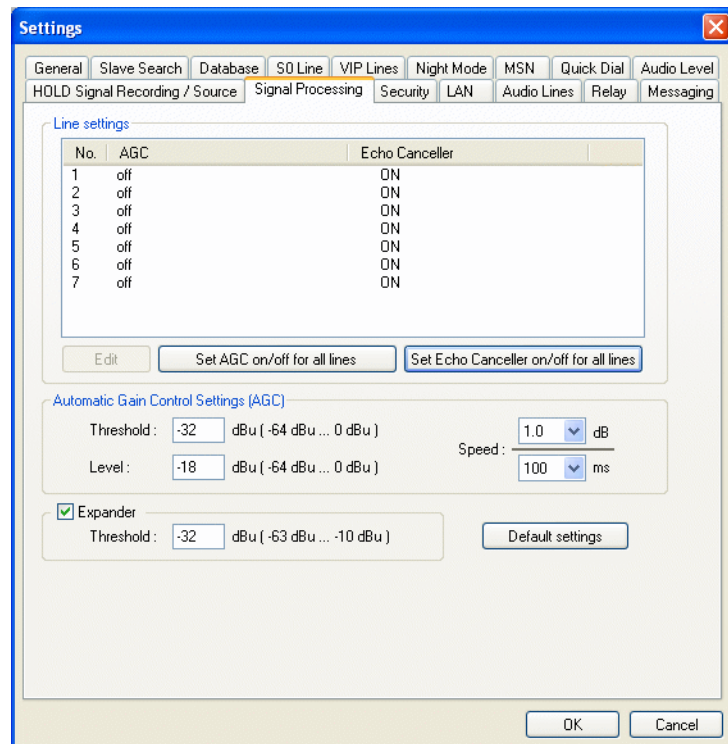 Settings
General Slave Search Database S0 Line VIP Lines Night Mode MSN Quick Dial Audio Level
HOLD Signal Recording / Source Signal Processing Security LAN Audio Lines Relay Messaging
Line settings
No. AGC Echo Canceller
1 off ON
2 off ON
3 off ON
4 off ON
5 off ON
6 off ON
7 off ON
Edit Set AGC on/off for all lines Set Echo Canceller on/off for all lines
Automatic Gain Control Settings (AGC)
Threshold : -32 dBu ( -64 dBu ... 0 dBu )
Level : -18 dBu ( -64 dBu ... 0 dBu )
Speed : 1.0 dB
100 ms
Expander
Threshold : -32 dBu ( -63 dBu ... -10 dBu )
Default settings
OK Cancel